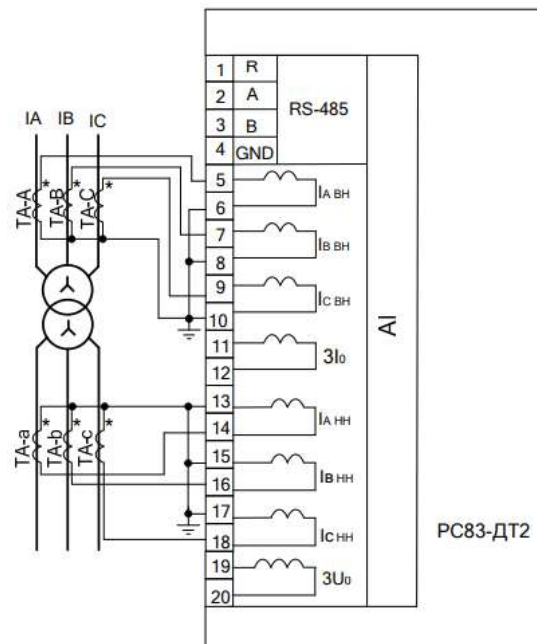 IA IB IC
TA-A
TA-B
TA-C
*
*
*
TA-a
TA-b
TA-c
*
*
*
1 R
2 A
3 B
4 GND
RS-485
5
6
IA ВН
7
8
IB ВН
9
10
IC ВН
11
12
3I0
13
14
IA НН
15
16
IB НН
17
18
IC НН
19
20
3U0
AI
РС83-ДТ2